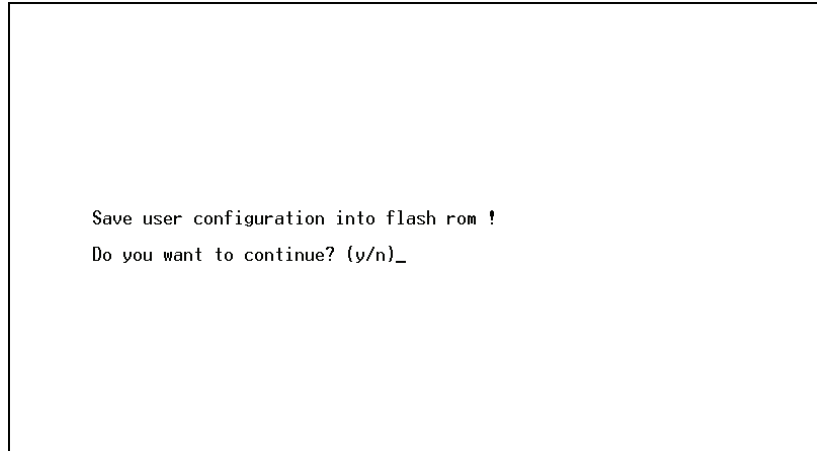 Save user configuration into flash rom !
Do you want to continue? (y/n)_